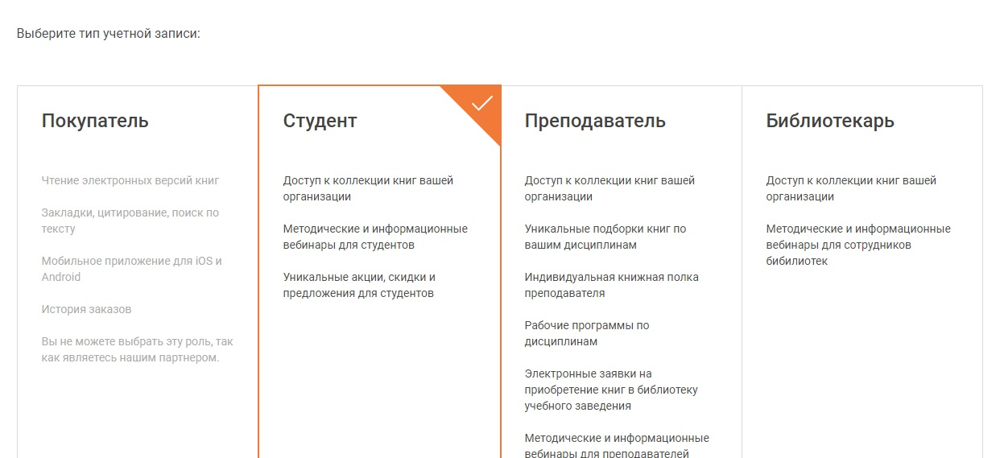 Выберите тип учетной записи:
Покупатель
Чтение электронных версий книг
Закладки, цитирование, поиск по
тексту
Мобильное приложение для iOS и
Android
История заказов
Вы не можете выбрать эту роль, так
как являетесь нашим партнером.
Студент
Доступ к коллекции книг вашей
организации
Методические и информационные
вебинары для студентов
Уникальные акции, скидки и
предложения для студентов
Преподаватель
Доступ к коллекции книг вашей
организации
Уникальные подборки книг по
вашим дисциплинам
Индивидуальная книжная полка
преподавателя
Рабочие программы по
дисциплинам
Электронные заявки на
приобретение книг в библиотеку
учебного заведения
Методические и информационные
вебинары для преподавателей
Библиотекарь
Доступ к коллекции книг вашей
организации
Методические и информационные
вебинары для сотрудников
бибилиотек